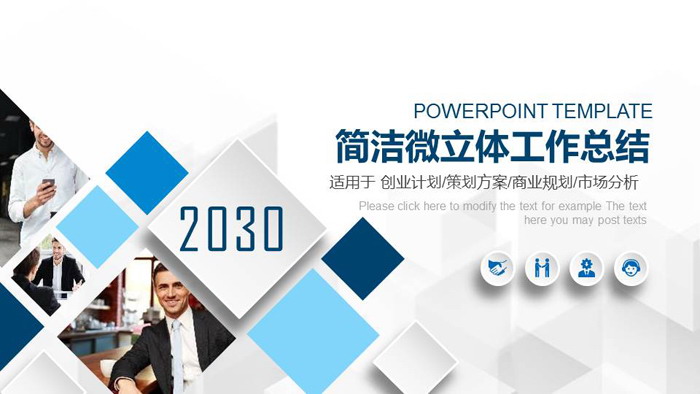 POWERPOINT TEMPLATE
简洁微立体工作总结
适用于 创业计划/策划方案/商业规划/市场分析
Please click here to modify the text for example The text
here you may post texts
2030